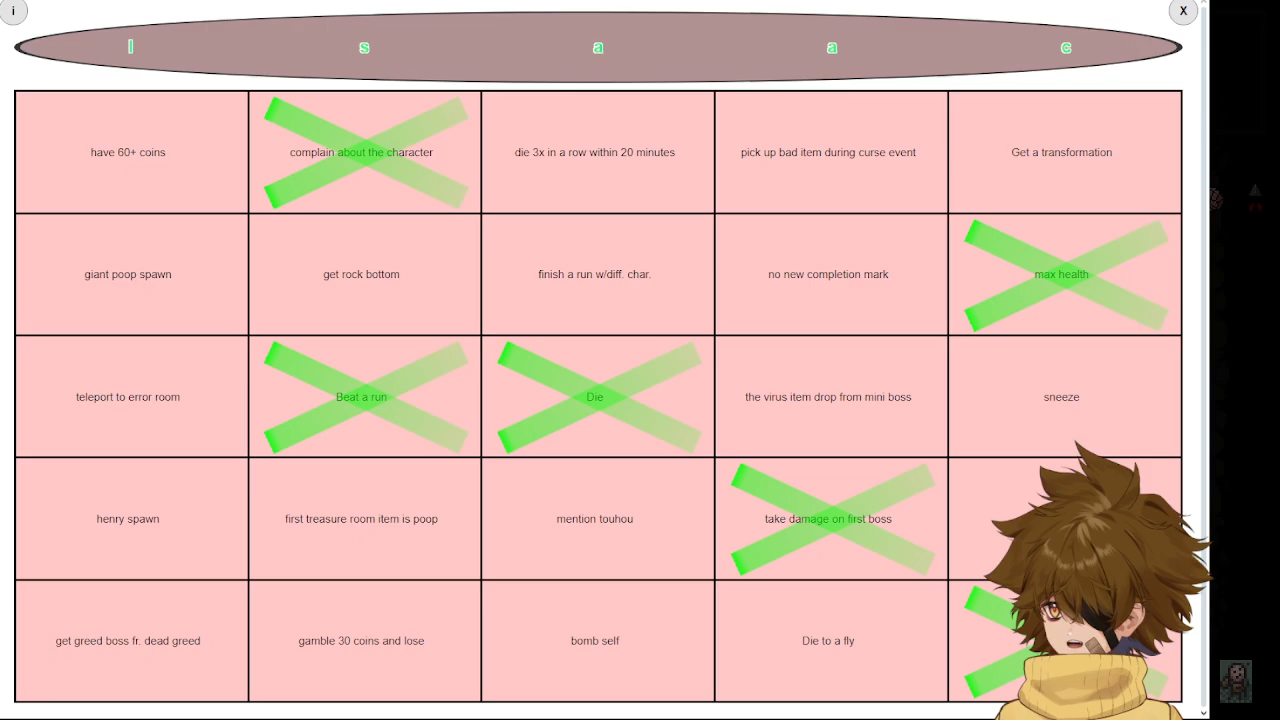 i
X
I s a a c
have 60+ coins
complain about the character
die 3x in a row within 20 minutes
pick up bad item during curse event
Get a transformation
giant poop spawn
get rock bottom
finish a run w/diff. char.
no new completion mark
max health
teleport to error room
Beat a run
Die
the virus item drop from mini boss
sneeze
henry spawn
first treasure room item is poop
mention touhou
take damage on first boss
get greed boss fr. dead greed
gamble 30 coins and lose
bomb self
Die to a fly